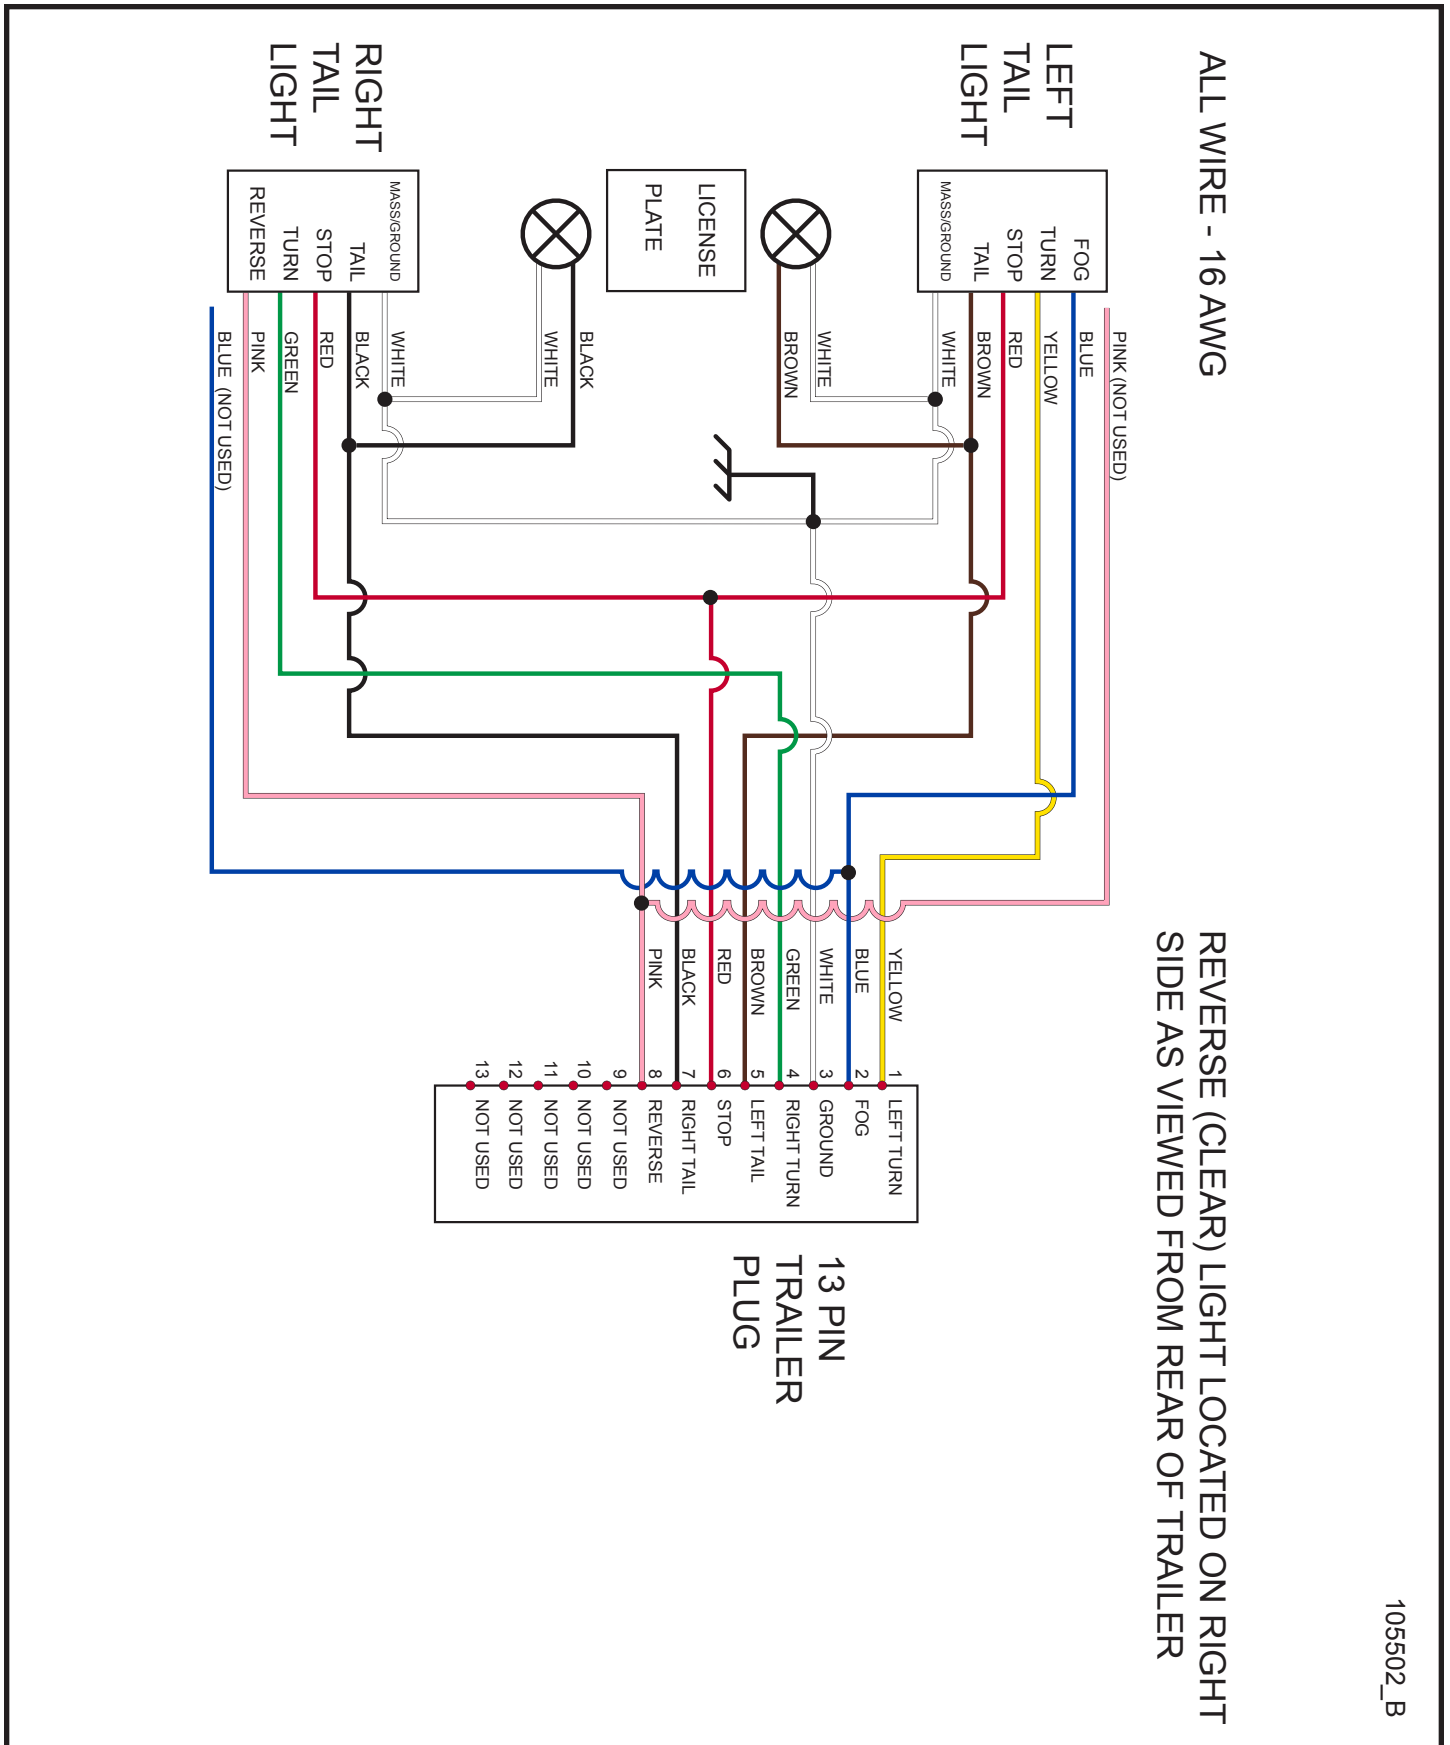 105502_B
ALL WIRE - 16 AWG
REVERSE (CLEAR) LIGHT LOCATED ON RIGHT
SIDE AS VIEWED FROM REAR OF TRAILER
LEFT
TAIL
LIGHT
FOG
TURN
STOP
TAIL
MASS/GROUND
PINK (NOT USED)
BLUE
YELLOW
RED
BROWN
WHITE
WHITE
BROWN
LICENSE
PLATE
BLACK
WHITE
RIGHT
TAIL
LIGHT
MASS/GROUND
TAIL
STOP
TURN
REVERSE
WHITE
BLACK
RED
GREEN
PINK
BLUE (NOT USED)
YELLOW
BLUE
WHITE
GREEN
BROWN
RED
BLACK
PINK
1 LEFT TURN
2 FOG
3 GROUND
4 RIGHT TURN
5 LEFT TAIL
6 STOP
7 RIGHT TAIL
8 REVERSE
9 NOT USED
10 NOT USED
11 NOT USED
12 NOT USED
13 NOT USED
13 PIN
TRAILER
PLUG